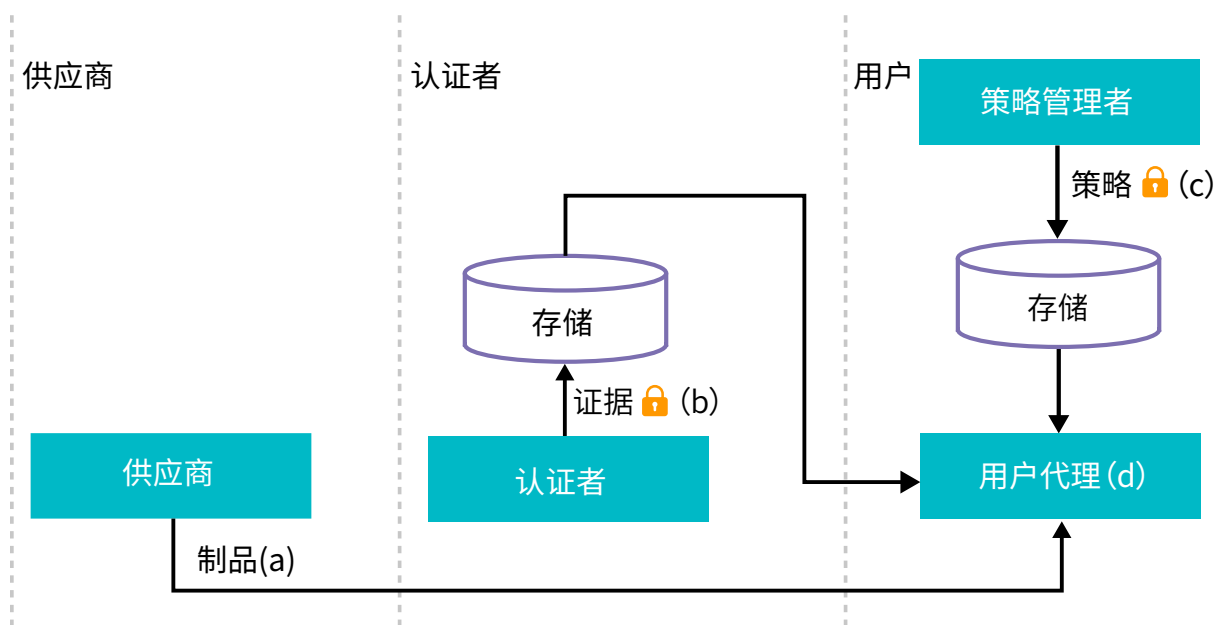 供应商
认证者
用户
策略管理者
策略 (c)
存储
存储
证据 (b)
供应商
认证者
用户代理(d)
制品(a)